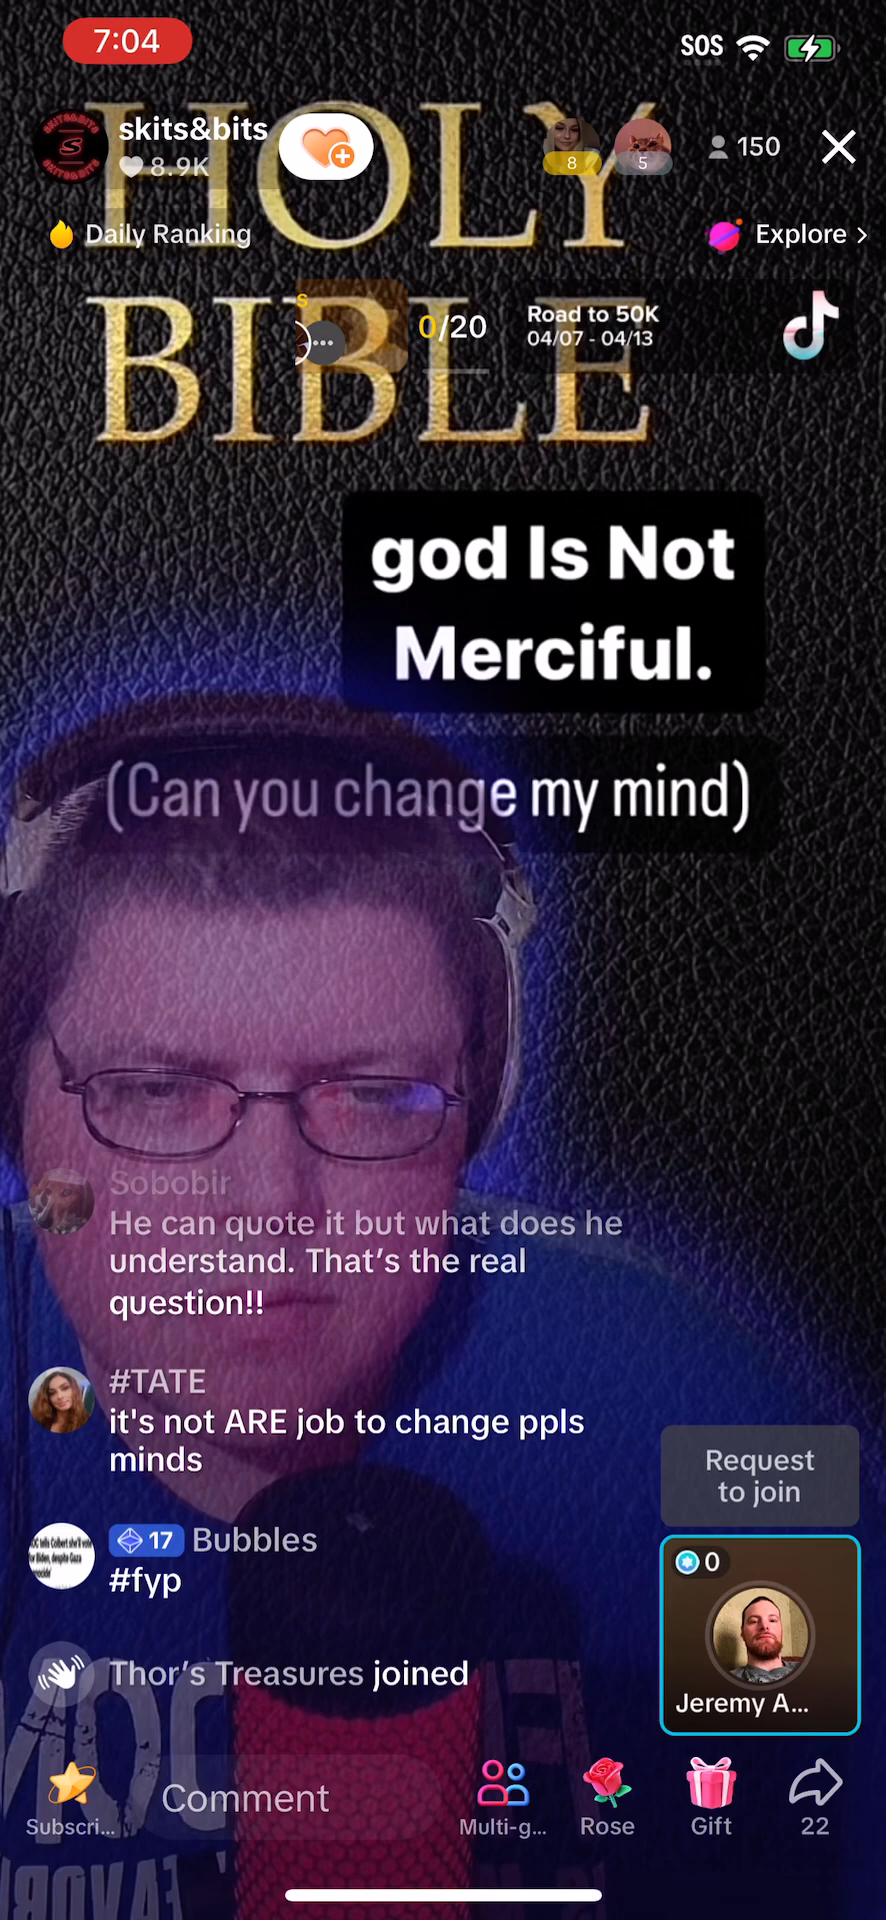 7:04
SOS
skits&bits
8.9K
8
5
150
Daily Ranking
Explore >
HOLY
BIBLE
0/20
Road to 50K
04/07 - 04/13
god Is Not
Merciful.
(Can you change my mind)
Sobobir
He can quote it but what does he
understand. That's the real
question!!
#TATE
it's not ARE job to change ppls
minds
17 Bubbles
#fyp
Thor's Treasures joined
Request
to join
0
Jeremy A...
Subscri...
Comment
Multi-g...
Rose
Gift
22